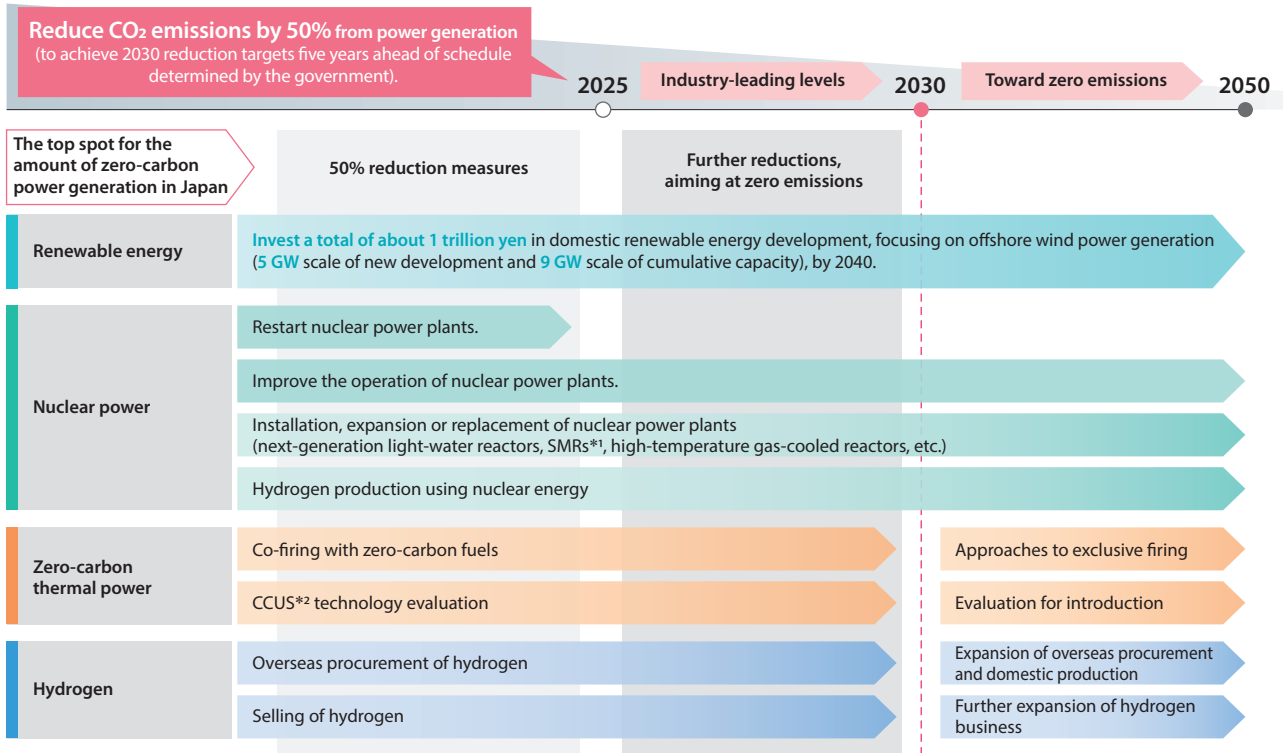 Reduce CO₂ emissions by 50% from power generation
(to achieve 2030 reduction targets five years ahead of schedule
determined by the government).
2025
Industry-leading levels
2030
Toward zero emissions
2050
The top spot for the
amount of zero-carbon
power generation in Japan
50% reduction measures
Further reductions,
aiming at zero emissions
Renewable energy
Invest a total of about 1 trillion yen in domestic renewable energy development, focusing on offshore wind power generation
(5 GW scale of new development and 9 GW scale of cumulative capacity), by 2040.
Nuclear power
Restart nuclear power plants.
Improve the operation of nuclear power plants.
Installation, expansion or replacement of nuclear power plants
(next-generation light-water reactors, SMRs*¹, high-temperature gas-cooled reactors, etc.)
Hydrogen production using nuclear energy
Zero-carbon
thermal power
Co-firing with zero-carbon fuels
Approaches to exclusive firing
CCUS*² technology evaluation
Evaluation for introduction
Hydrogen
Overseas procurement of hydrogen
Expansion of overseas procurement
and domestic production
Selling of hydrogen
Further expansion of hydrogen
business